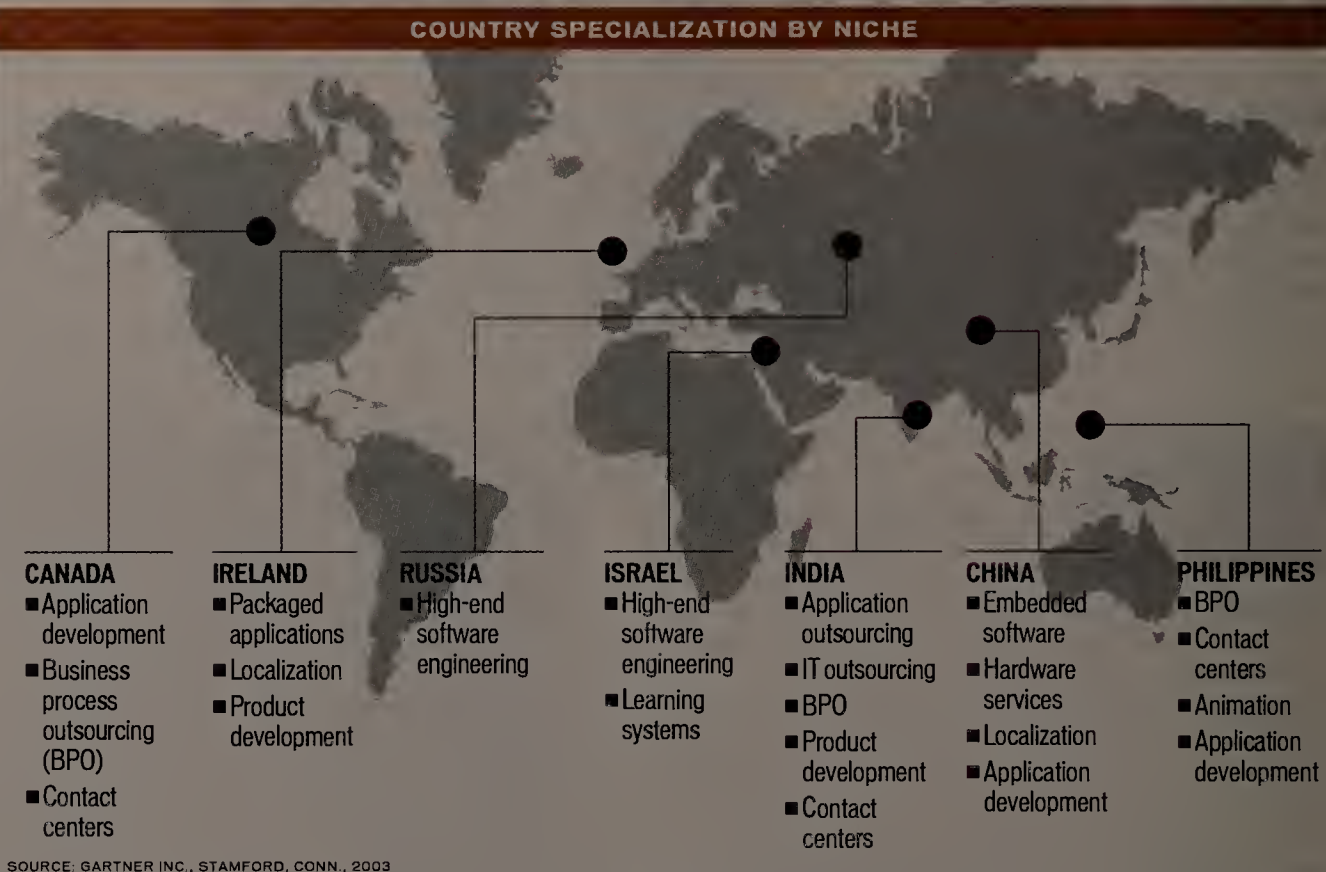 COUNTRY SPECIALIZATION BY NICHE
CANADA
■ Application
development
■ Business
process
outsourcing
(BPO)
■ Contact
centers
IRELAND
■ Packaged
applications
■ Localization
■ Product
development
RUSSIA
■ High-end
software
engineering
ISRAEL
■ High-end
software
engineering
■ Learning
systems
INDIA
■ Application
outsourcing
■ IT outsourcing
■ BPO
■ Product
development
■ Contact
centers
CHINA
■ Embedded
software
■ Hardware
services
■ Localization
■ Application
development
PHILIPPINES
■ BPO
■ Contact
centers
■ Animation
■ Application
development
SOURCE: GARTNER INC., STAMFORD, CONN., 2003